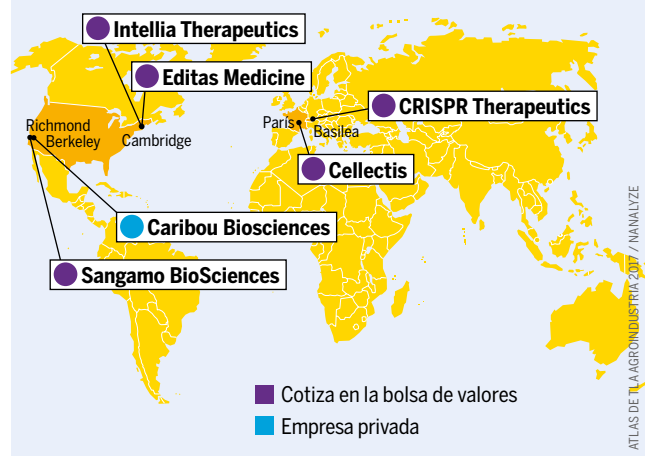 Intellia Therapeutics
Editas Medicine
CRISPR Therapeutics
Richmond
Berkeley
Cambridge
París
Basilea
Cellectis
Caribou Biosciences
Sangamo BioSciences
Cotiza en la bolsa de valores
Empresa privada
ATLAS DE TLA AGROINDUSTRIA 2017 / NANALYZE